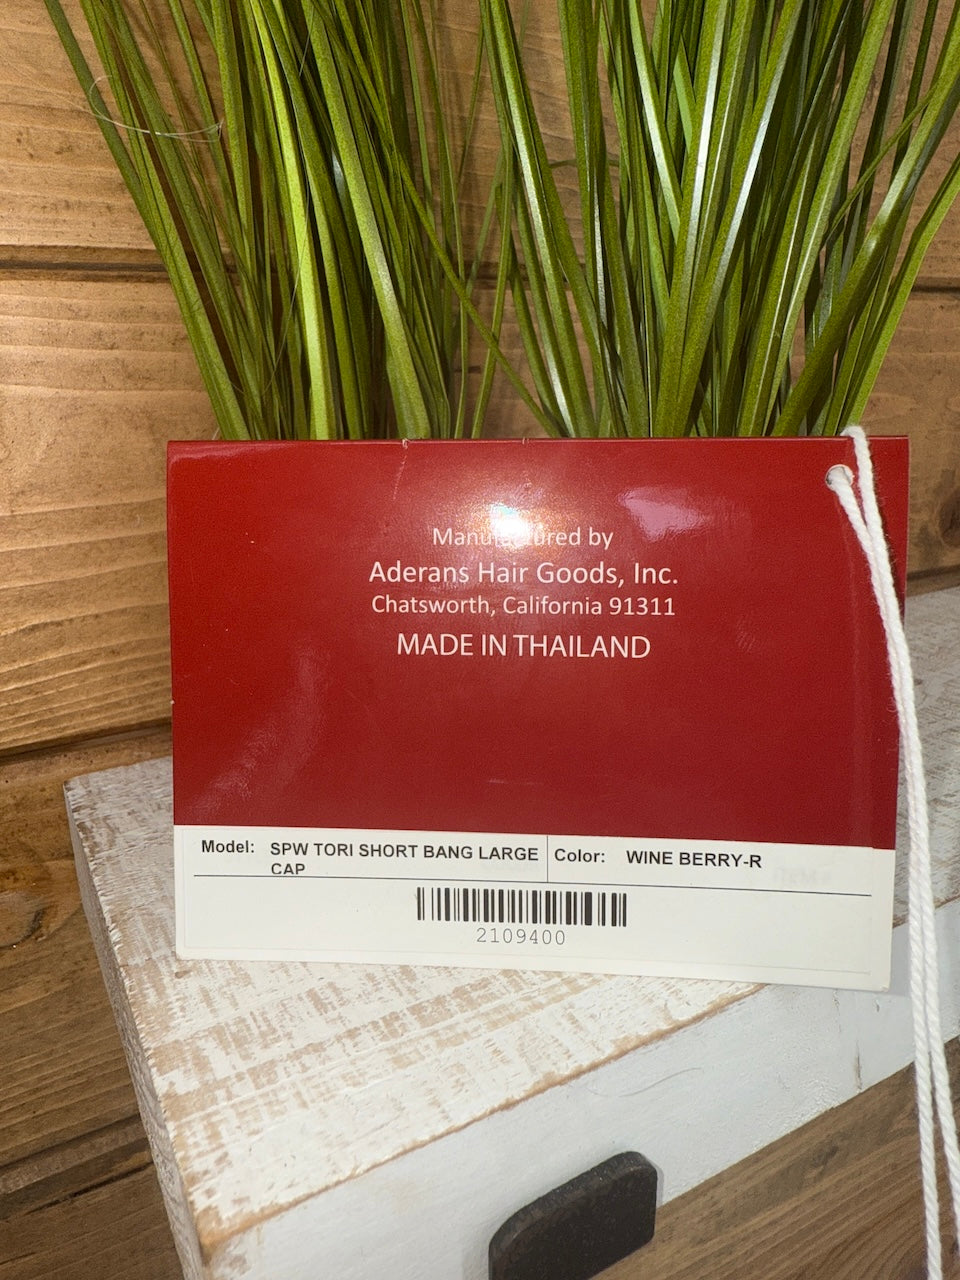 Manufactured by
Aderans Hair Goods, Inc.
Chatsworth, California 91311
MADE IN THAILAND
Model: SPW TORI SHORT BANG LARGE CAP
Color: WINE BERRY-R
2109400